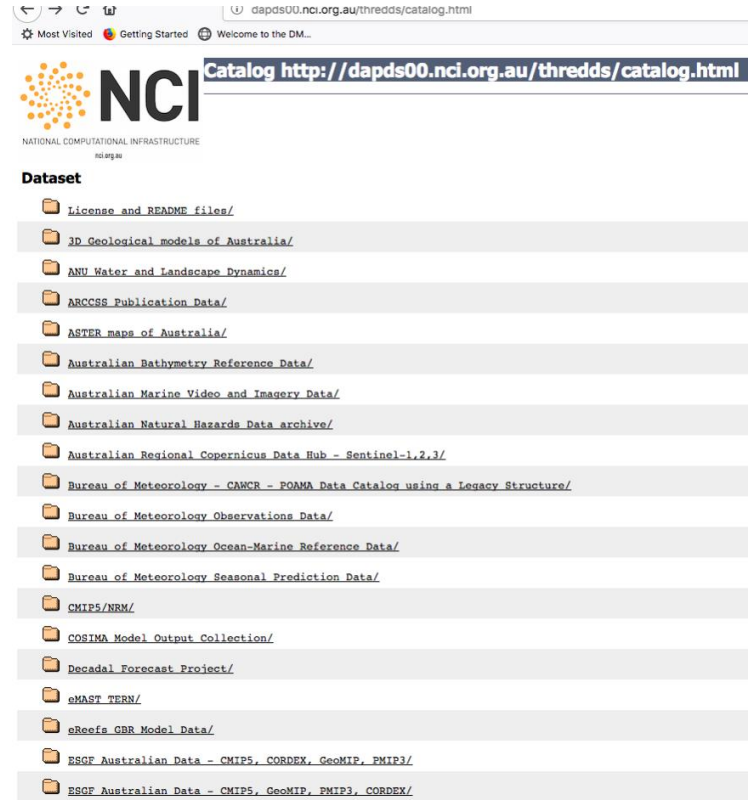 dapds00.nci.org.au/thredds/catalog.html
Most Visited Getting Started Welcome to the DM...
NCI
NATIONAL COMPUTATIONAL INFRASTRUCTURE
nci.org.au
Catalog http://dapds00.nci.org.au/thredds/catalog.html
Dataset
License and README files/
3D Geological models of Australia/
ANU Water and Landscape Dynamics/
ARCCSS Publication Data/
ASTER maps of Australia/
Australian Bathymetry Reference Data/
Australian Marine Video and Imagery Data/
Australian Natural Hazards Data archive/
Australian Regional Copernicus Data Hub - Sentinel-1,2,3/
Bureau of Meteorology - CAWCR - POAMA Data Catalog using a Legacy Structure/
Bureau of Meteorology Observations Data/
Bureau of Meteorology Ocean-Marine Reference Data/
Bureau of Meteorology Seasonal Prediction Data/
CMIP5/NRM/
COSIMA Model Output Collection/
Decadal Forecast Project/
eMAST TERN/
eReefs GBR Model Data/
ESGF Australian Data - CMIP5, CORDEX, GeoMIP, PMIP3/
ESGF Australian Data - CMIP5, GeoMIP, PMIP3, CORDEX/